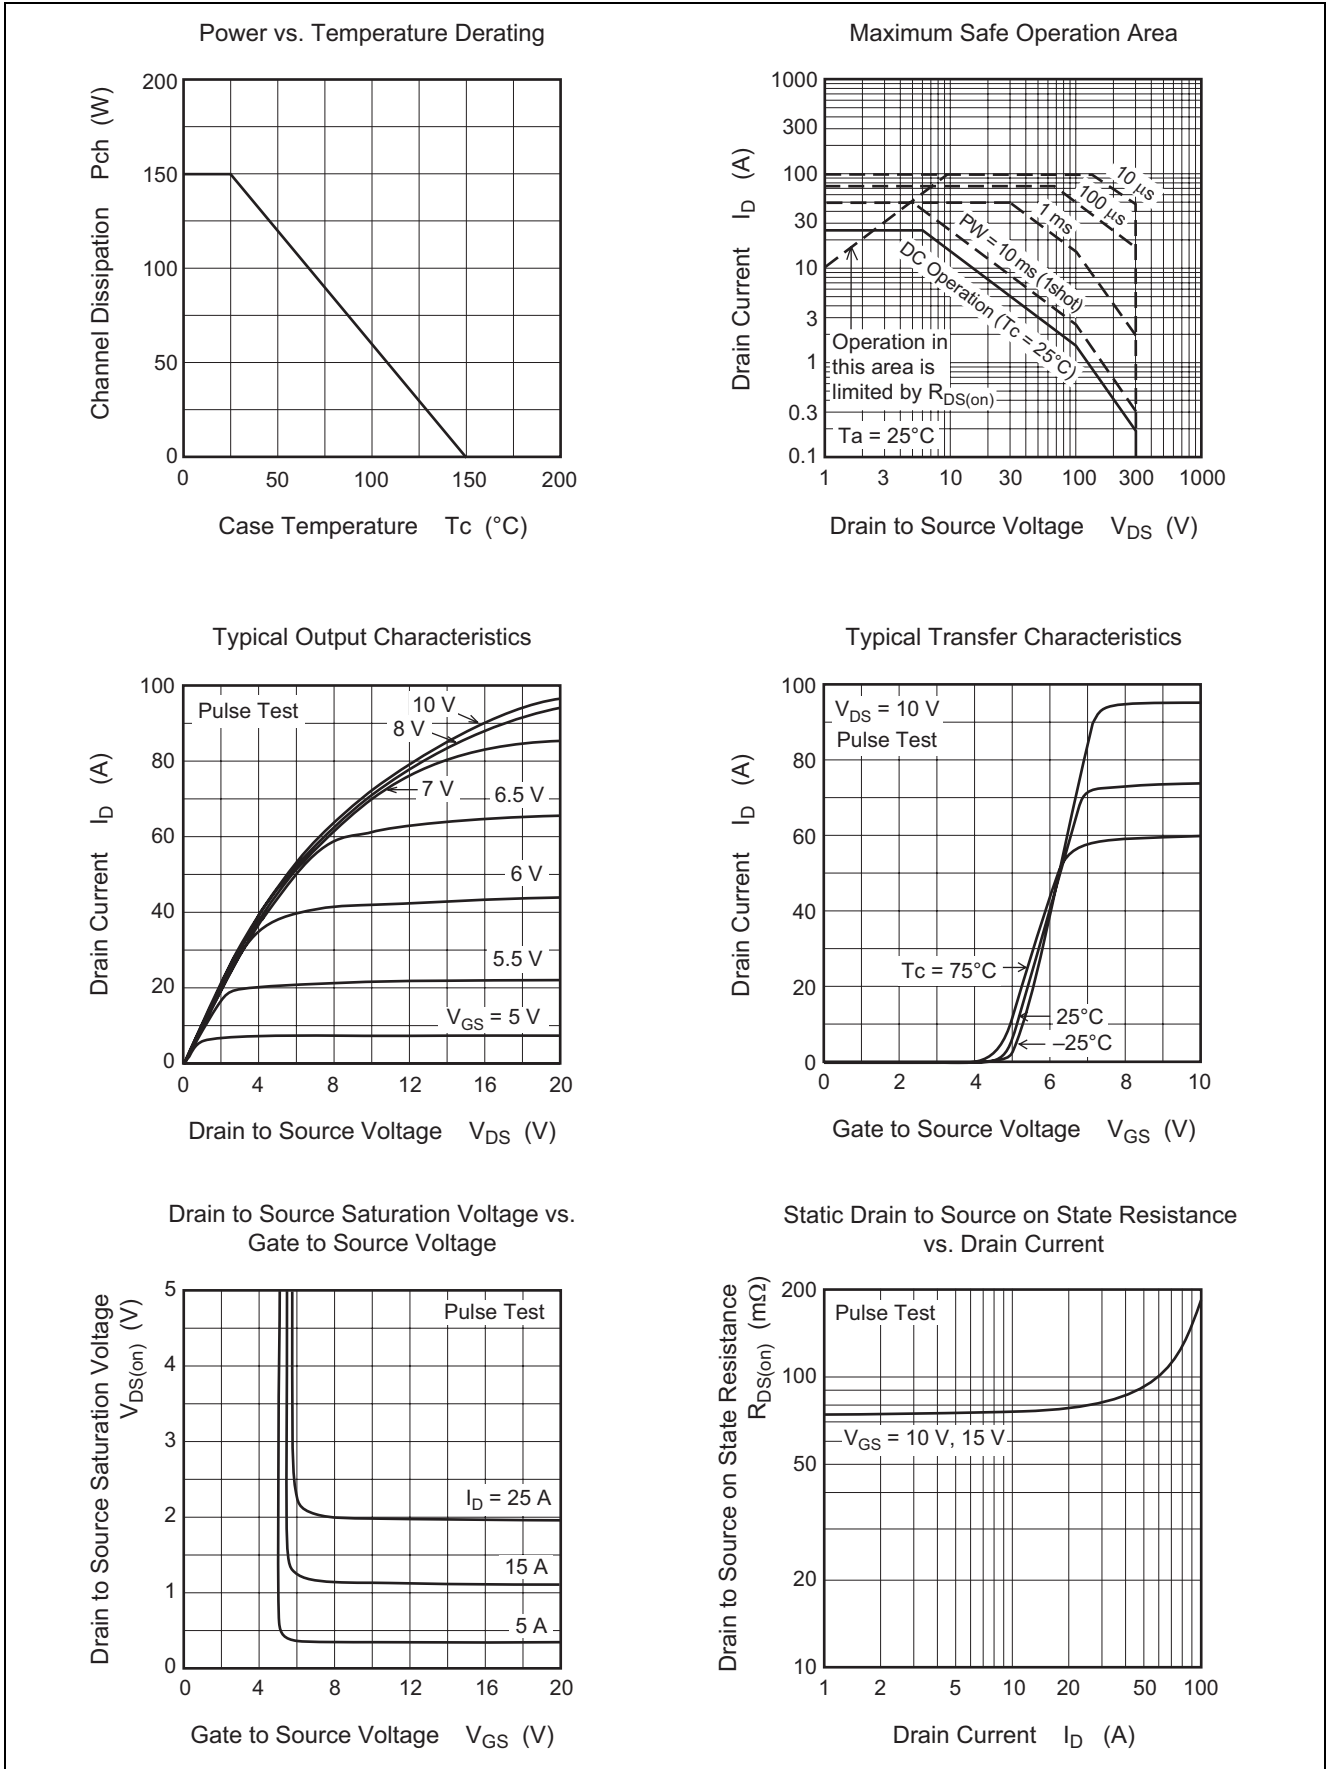 Power vs. Temperature Derating
Channel Dissipation Pch (W)
200
150
100
50
0
0 50 100 150 200
Case Temperature Tc (°C)
Maximum Safe Operation Area
Drain Current I_D (A)
1000
300
100
30
10
3
1
0.3
0.1
10 μs
100 μs
1 ms
PW = 10 ms (1shot)
DC Operation (Tc = 25°C)
Operation in
this area is
limited by R_DS(on)
Ta = 25°C
1 3 10 30 100 300 1000
Drain to Source Voltage V_DS (V)
Typical Output Characteristics
Drain Current I_D (A)
100
80
60
40
20
0
Pulse Test
10 V
8 V
7 V
6.5 V
6 V
5.5 V
V_GS = 5 V
0 4 8 12 16 20
Drain to Source Voltage V_DS (V)
Typical Transfer Characteristics
Drain Current I_D (A)
100
80
60
40
20
0
V_DS = 10 V
Pulse Test
Tc = 75°C
25°C
–25°C
0 2 4 6 8 10
Gate to Source Voltage V_GS (V)
Drain to Source Saturation Voltage vs.
Gate to Source Voltage
Drain to Source Saturation Voltage
V_DS(on) (V)
5
4
3
2
1
0
Pulse Test
I_D = 25 A
15 A
5 A
0 4 8 12 16 20
Gate to Source Voltage V_GS (V)
Static Drain to Source on State Resistance
vs. Drain Current
Drain to Source on State Resistance
R_DS(on) (mΩ)
200
100
50
20
10
Pulse Test
V_GS = 10 V, 15 V
1 2 5 10 20 50 100
Drain Current I_D (A)